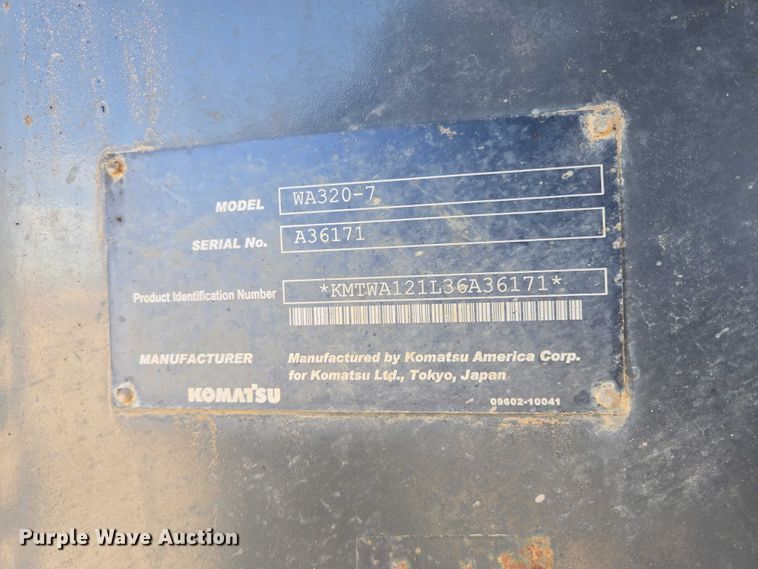 MODEL WA320-7
SERIAL No. A36171
Product Identification Number *KMTWA121L36A36171*
MANUFACTURER Manufactured by Komatsu America Corp.
for Komatsu Ltd., Tokyo, Japan
KOMATSU 09602-10041
Purple Wave Auction®